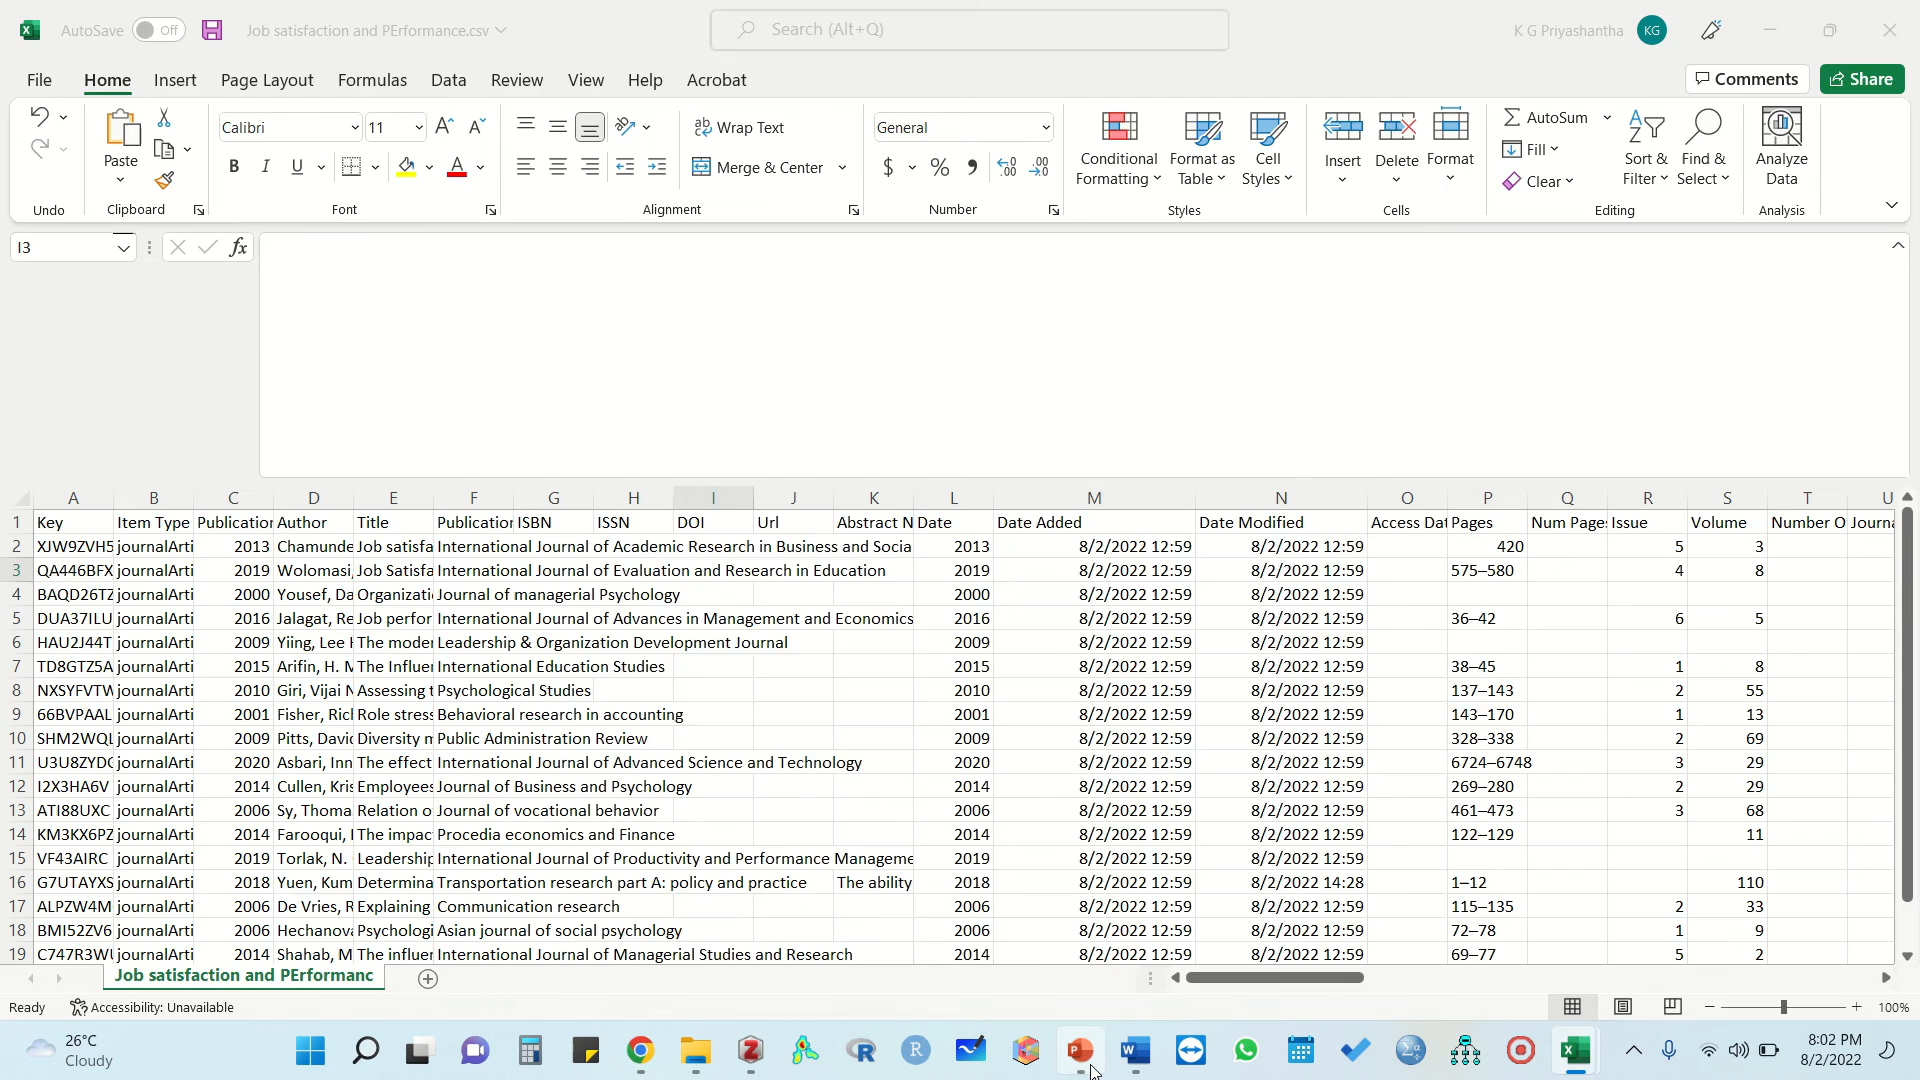 AutoSave Off Job satisfaction and PErformance.csv Search (Alt+Q) K G Priyashantha KG
File Home Insert Page Layout Formulas Data Review View Help Acrobat Comments Share
Calibri 11 Wrap Text General AutoSum
Paste B I U Merge & Center $ % Conditional Formatting Format as Table Cell Styles Insert Delete Format Fill Clear Sort & Filter Find & Select Analyze Data
Undo Clipboard Font Alignment Number Styles Cells Editing Analysis
I3 fx
A B C D E F G H I J K L M N O P Q R S T U
1 Key Item Type Publication Author Title Publication ISBN ISSN DOI Url Abstract N Date Date Added Date Modified Access Dat Pages Num Pages Issue Volume Number O Journa
2 XJW9ZVH5 journalArti 2013 Chamunde Job satisfa International Journal of Academic Research in Business and Socia 2013 8/2/2022 12:59 8/2/2022 12:59 420 5 3
3 QA446BFX journalArti 2019 Wolomasi, Job Satisfa International Journal of Evaluation and Research in Education 2019 8/2/2022 12:59 8/2/2022 12:59 575–580 4 8
4 BAQD26TZ journalArti 2000 Yousef, Da Organizati Journal of managerial Psychology 2000 8/2/2022 12:59 8/2/2022 12:59
5 DUA37ILU journalArti 2016 Jalagat, Re Job perfor International Journal of Advances in Management and Economics 2016 8/2/2022 12:59 8/2/2022 12:59 36–42 6 5
6 HAU2J44T journalArti 2009 Yiing, Lee The moder Leadership & Organization Development Journal 2009 8/2/2022 12:59 8/2/2022 12:59
7 TD8GTZ5A journalArti 2015 Arifin, H. M The Influen International Education Studies 2015 8/2/2022 12:59 8/2/2022 12:59 38–45 1 8
8 NXSYFVTW journalArti 2010 Giri, Vijai N Assessing t Psychological Studies 2010 8/2/2022 12:59 8/2/2022 12:59 137–143 2 55
9 66BVPAAL journalArti 2001 Fisher, Rich Role stress Behavioral research in accounting 2001 8/2/2022 12:59 8/2/2022 12:59 143–170 1 13
10 SHM2WQL journalArti 2009 Pitts, David Diversity m Public Administration Review 2009 8/2/2022 12:59 8/2/2022 12:59 328–338 2 69
11 U3U8ZYDG journalArti 2020 Asbari, Inn The effect International Journal of Advanced Science and Technology 2020 8/2/2022 12:59 8/2/2022 12:59 6724–6748 3 29
12 I2X3HA6V journalArti 2014 Cullen, Kris Employees Journal of Business and Psychology 2014 8/2/2022 12:59 8/2/2022 12:59 269–280 2 29
13 ATI88UXC journalArti 2006 Sy, Thoma Relation o Journal of vocational behavior 2006 8/2/2022 12:59 8/2/2022 12:59 461–473 3 68
14 KM3KX6PZ journalArti 2014 Farooqui, The impac Procedia economics and Finance 2014 8/2/2022 12:59 8/2/2022 12:59 122–129 11
15 VF43AIRC journalArti 2019 Torlak, N. Leadership International Journal of Productivity and Performance Manageme 2019 8/2/2022 12:59 8/2/2022 12:59
16 G7UTAYXS journalArti 2018 Yuen, Kum Determina Transportation research part A: policy and practice The ability 2018 8/2/2022 12:59 8/2/2022 14:28 1–12 110
17 ALPZW4M journalArti 2006 De Vries, R Explaining Communication research 2006 8/2/2022 12:59 8/2/2022 12:59 115–135 2 33
18 BMI52ZV6 journalArti 2006 Hechanova Psychologi Asian journal of social psychology 2006 8/2/2022 12:59 8/2/2022 12:59 72–78 1 9
19 C747R3WU journalArti 2014 Shahab, M The influen International Journal of Managerial Studies and Research 2014 8/2/2022 12:59 8/2/2022 12:59 69–77 5 2
Job satisfaction and PErformanc
Ready Accessibility: Unavailable 100%
26°C 8:02 PM
Cloudy 8/2/2022